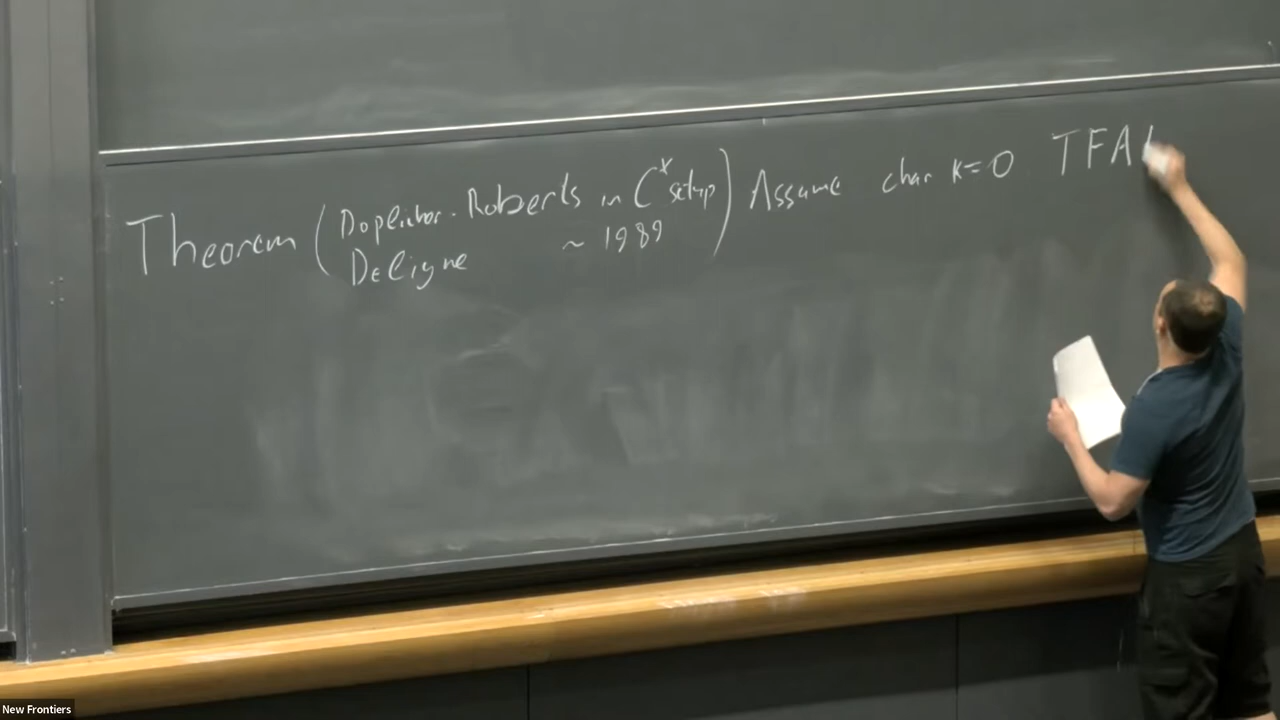 Theorem (Doplicher-Roberts in C* setup) Assume char k=0 TFA
Deligne ~ 1989
New Frontiers